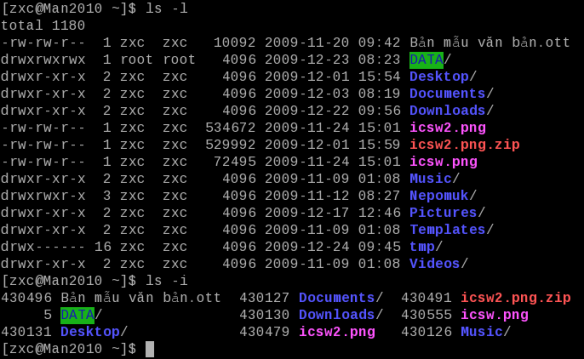 [zxc@Man2010 ~]$ ls -l
total 1180
-rw-rw-r--  1 zxc  zxc   10092 2009-11-20 09:42 Bản mẫu văn bản.ott
drwxrwxrwx  1 root root   4096 2009-12-23 08:23 DATA/
drwxr-xr-x  2 zxc  zxc    4096 2009-12-01 15:54 Desktop/
drwxr-xr-x  2 zxc  zxc    4096 2009-12-03 08:19 Documents/
drwxr-xr-x  2 zxc  zxc    4096 2009-12-22 09:56 Downloads/
-rw-rw-r--  1 zxc  zxc  534672 2009-11-24 15:01 icsw2.png
-rw-rw-r--  1 zxc  zxc  529992 2009-12-01 15:59 icsw2.png.zip
-rw-rw-r--  1 zxc  zxc   72495 2009-11-24 15:01 icsw.png
drwxr-xr-x  2 zxc  zxc    4096 2009-11-09 01:08 Music/
drwxrwxr-x  3 zxc  zxc    4096 2009-11-12 08:27 Nepomuk/
drwxr-xr-x  2 zxc  zxc    4096 2009-12-17 12:46 Pictures/
drwxr-xr-x  2 zxc  zxc    4096 2009-11-09 01:08 Templates/
drwx------ 16 zxc  zxc    4096 2009-12-24 09:45 tmp/
drwxr-xr-x  2 zxc  zxc    4096 2009-11-09 01:08 Videos/
[zxc@Man2010 ~]$ ls -i
430496 Bản mẫu văn bản.ott  430127 Documents/  430491 icsw2.png.zip
     5 DATA/                430130 Downloads/  430555 icsw.png
430131 Desktop/             430479 icsw2.png   430126 Music/
[zxc@Man2010 ~]$